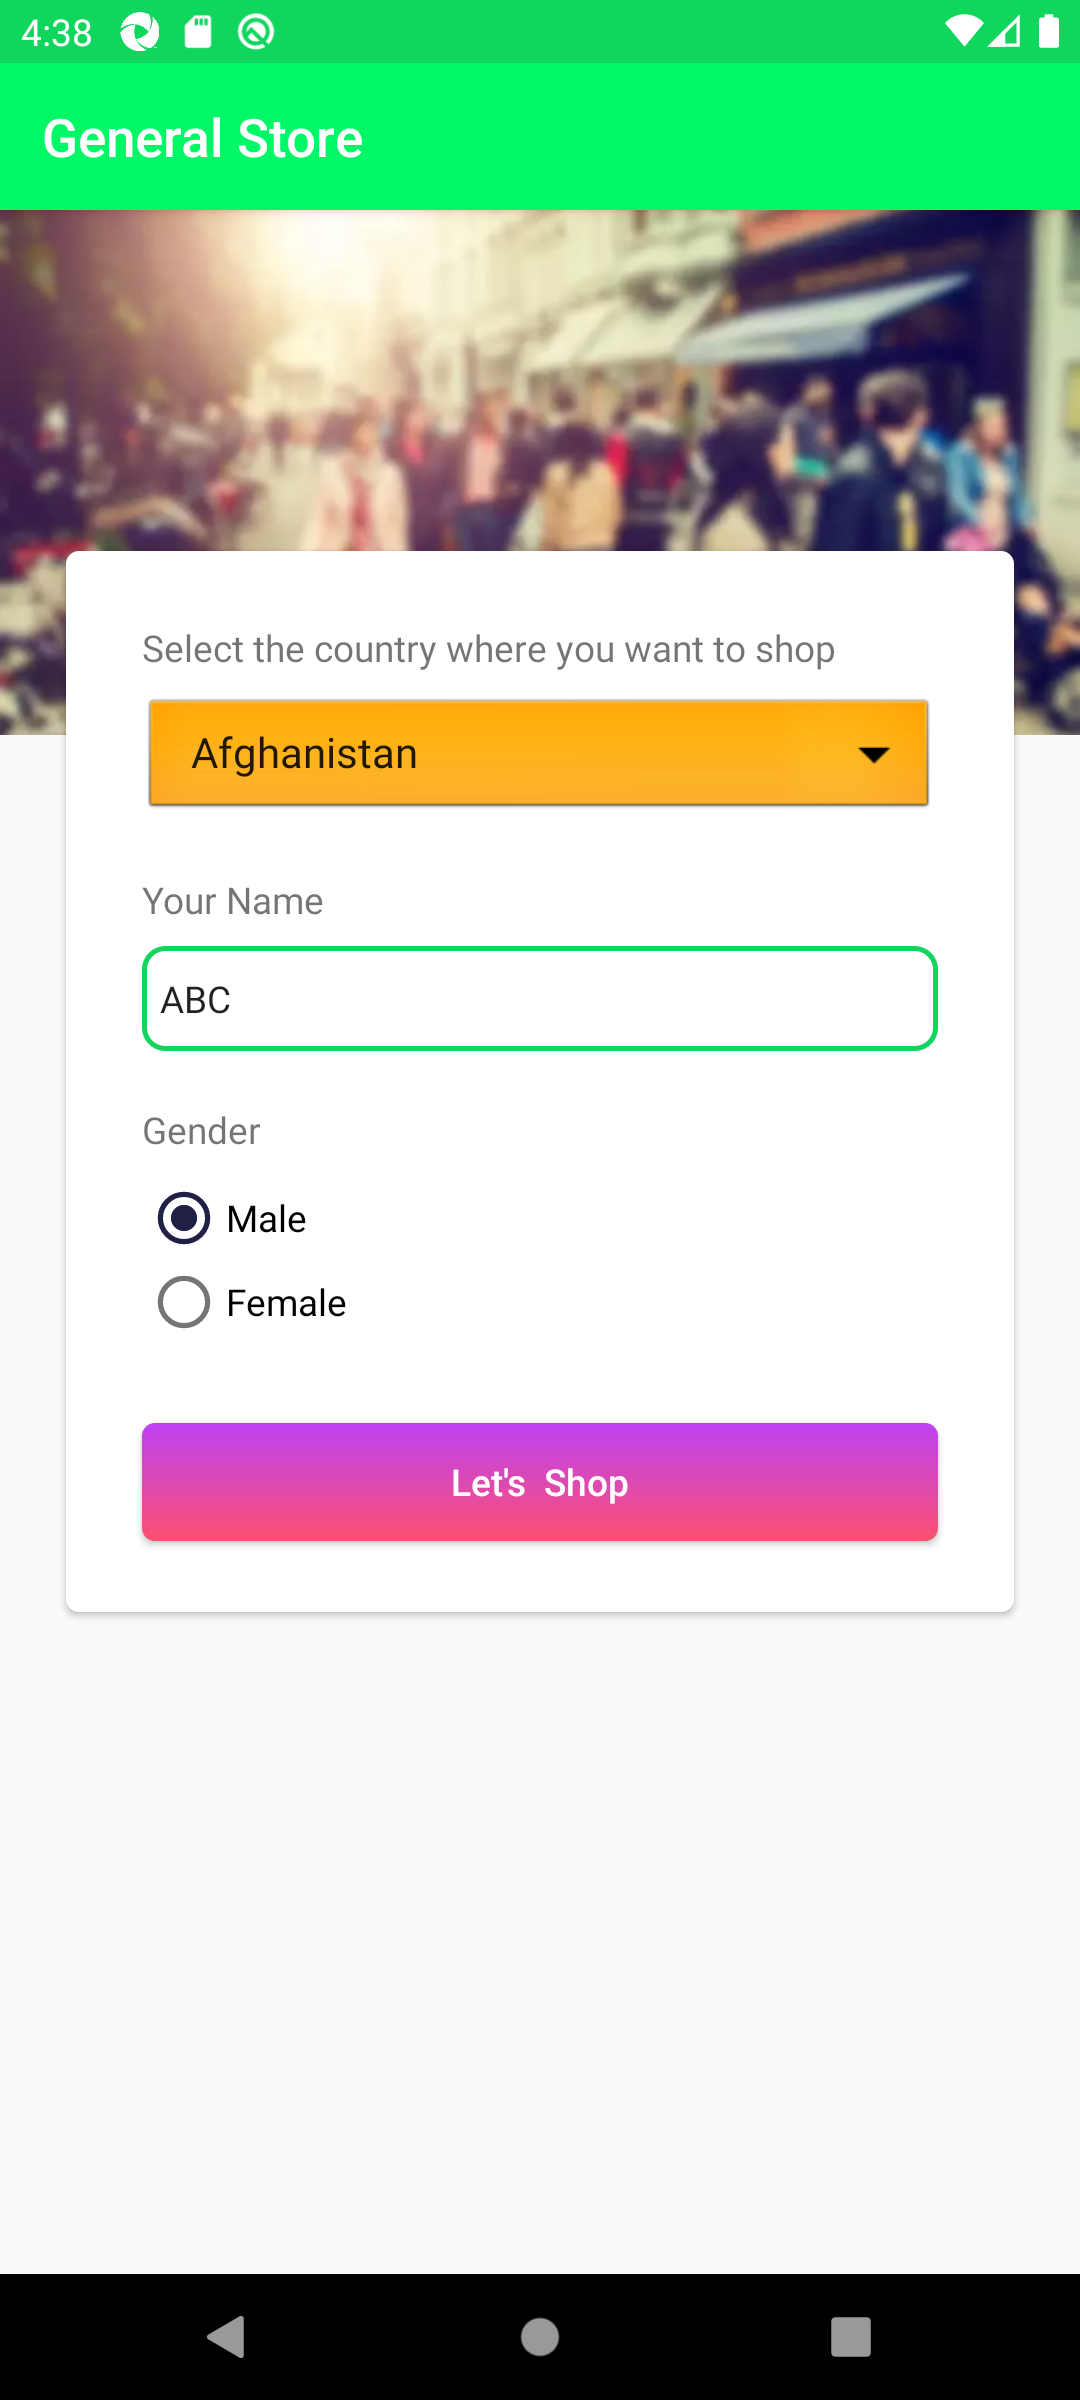 4:38
General Store
Select the country where you want to shop
Afghanistan
Your Name
ABC
Gender
Male
Female
Let's  Shop